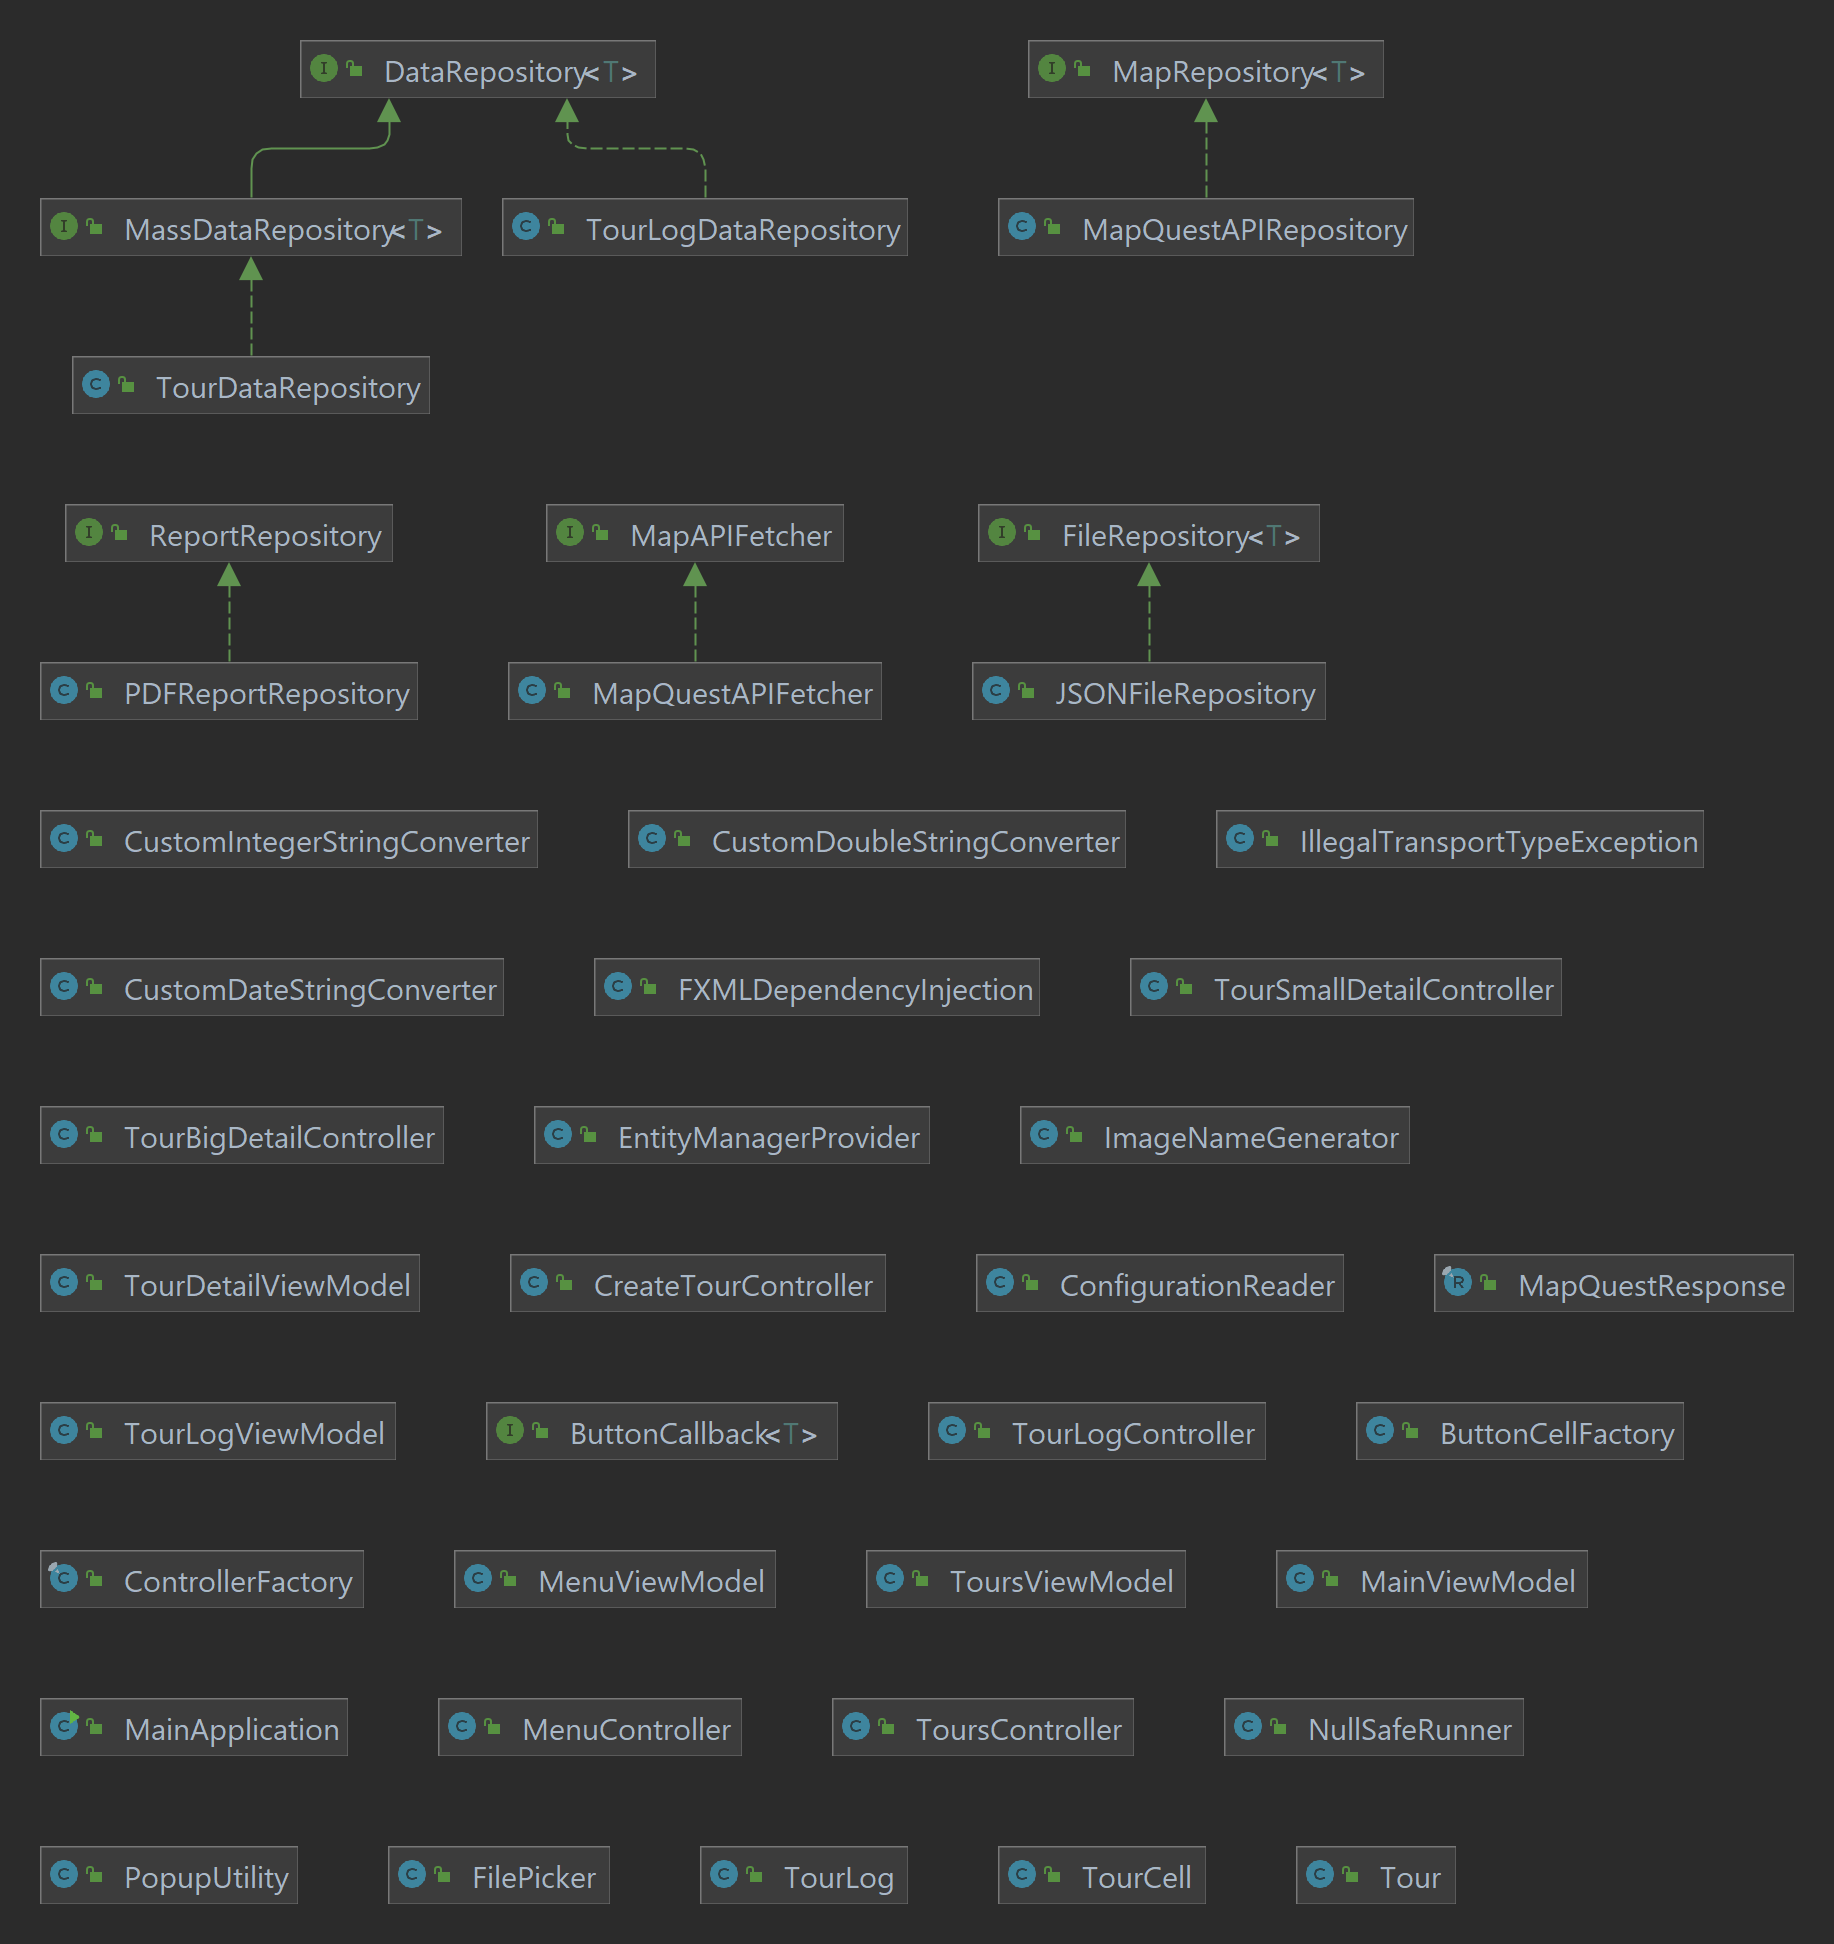 I DataRepository<T>
I MapRepository<T>
I MassDataRepository<T>
C TourLogDataRepository
C MapQuestAPIRepository
C TourDataRepository
I ReportRepository
I MapAPIFetcher
I FileRepository<T>
C PDFReportRepository
C MapQuestAPIFetcher
C JSONFileRepository
C CustomIntegerStringConverter
C CustomDoubleStringConverter
C IllegalTransportTypeException
C CustomDateStringConverter
C FXMLDependencyInjection
C TourSmallDetailController
C TourBigDetailController
C EntityManagerProvider
C ImageNameGenerator
C TourDetailViewModel
C CreateTourController
C ConfigurationReader
R MapQuestResponse
C TourLogViewModel
I ButtonCallback<T>
C TourLogController
C ButtonCellFactory
C ControllerFactory
C MenuViewModel
C ToursViewModel
C MainViewModel
C MainApplication
C MenuController
C ToursController
C NullSafeRunner
C PopupUtility
C FilePicker
C TourLog
C TourCell
C Tour